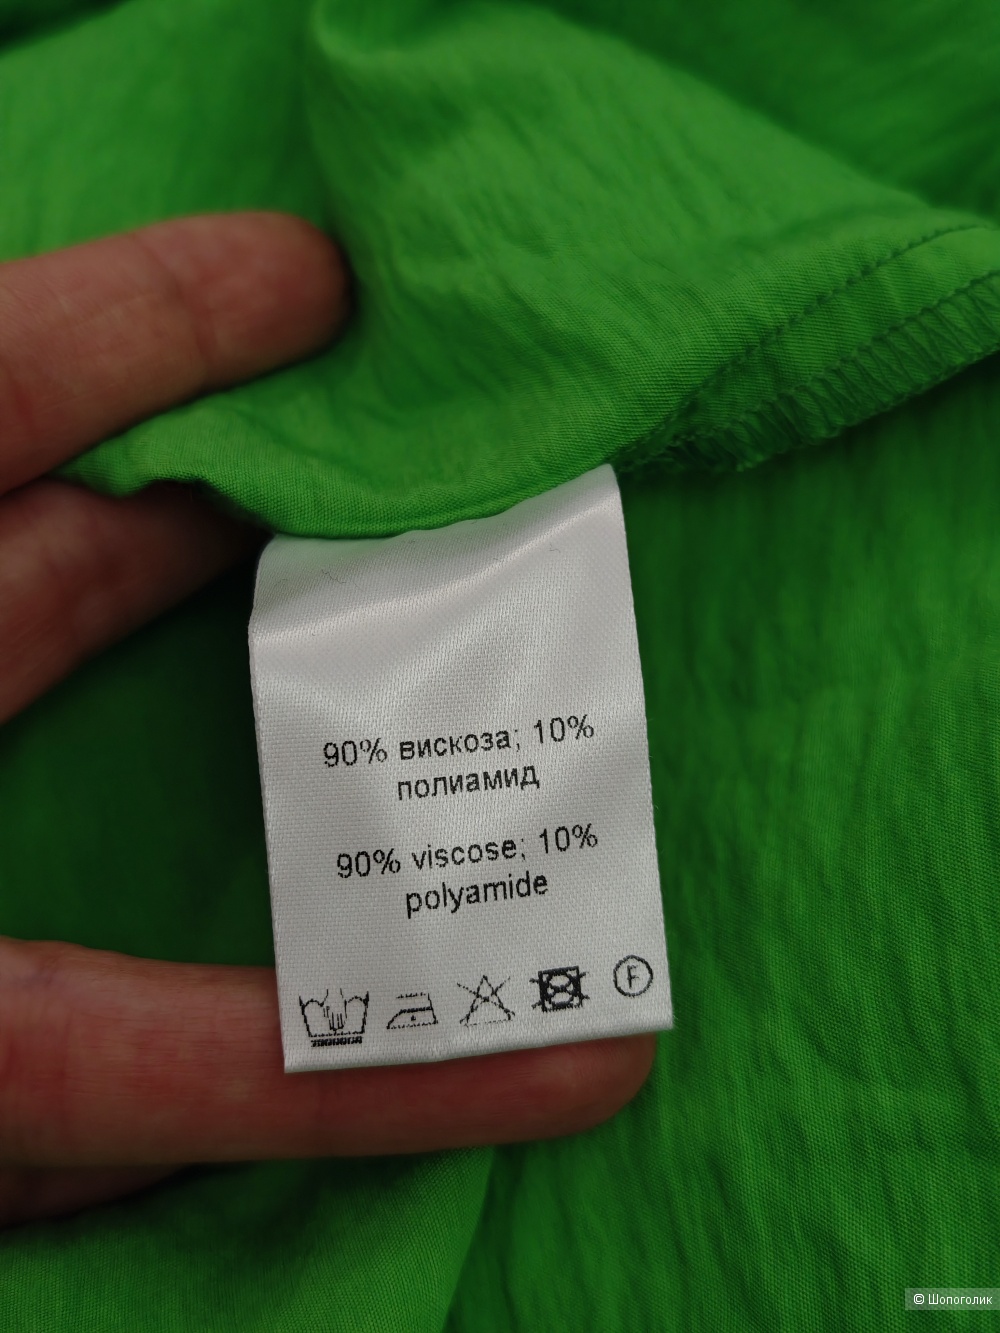 90% вискоза; 10%
полиамид
90% viscose; 10%
polyamide
F
© Шопоголик